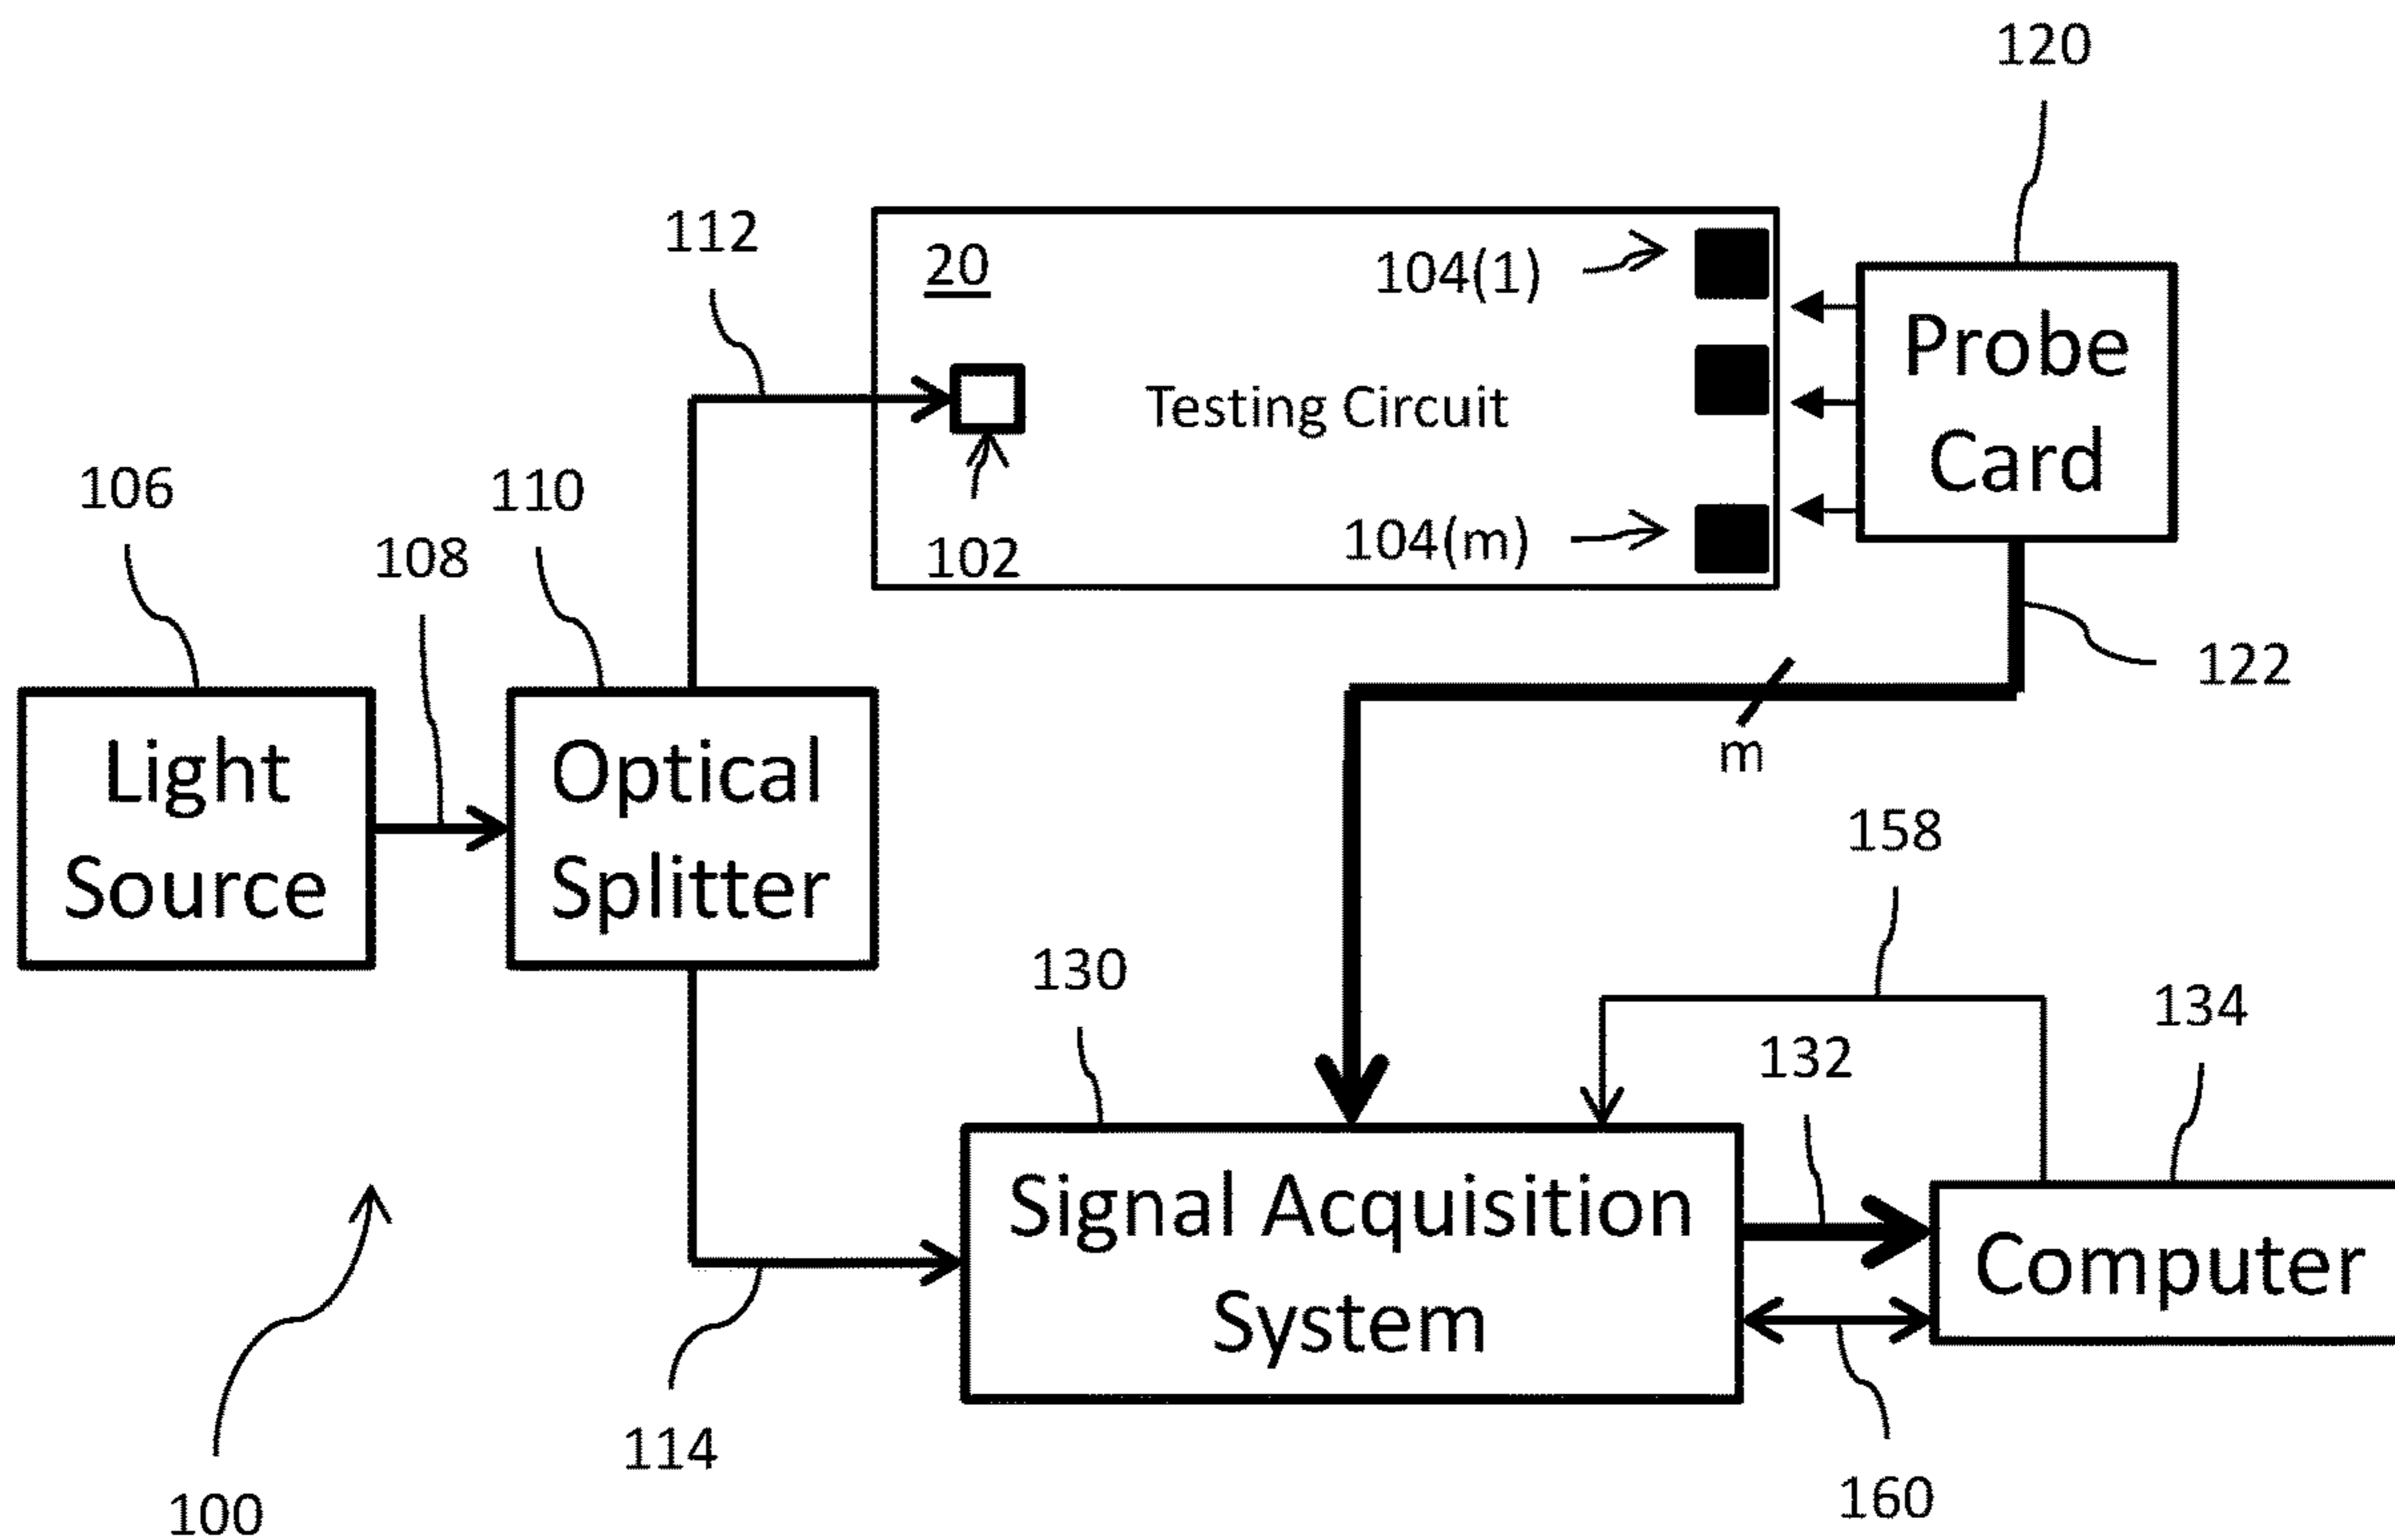 120
112
20
104(1)
Probe
Card
Testing Circuit
106
110
108
102
104(m)
122
Light
Source
Optical
Splitter
m
158
130
134
132
Signal Acquisition
System
Computer
114
160
100